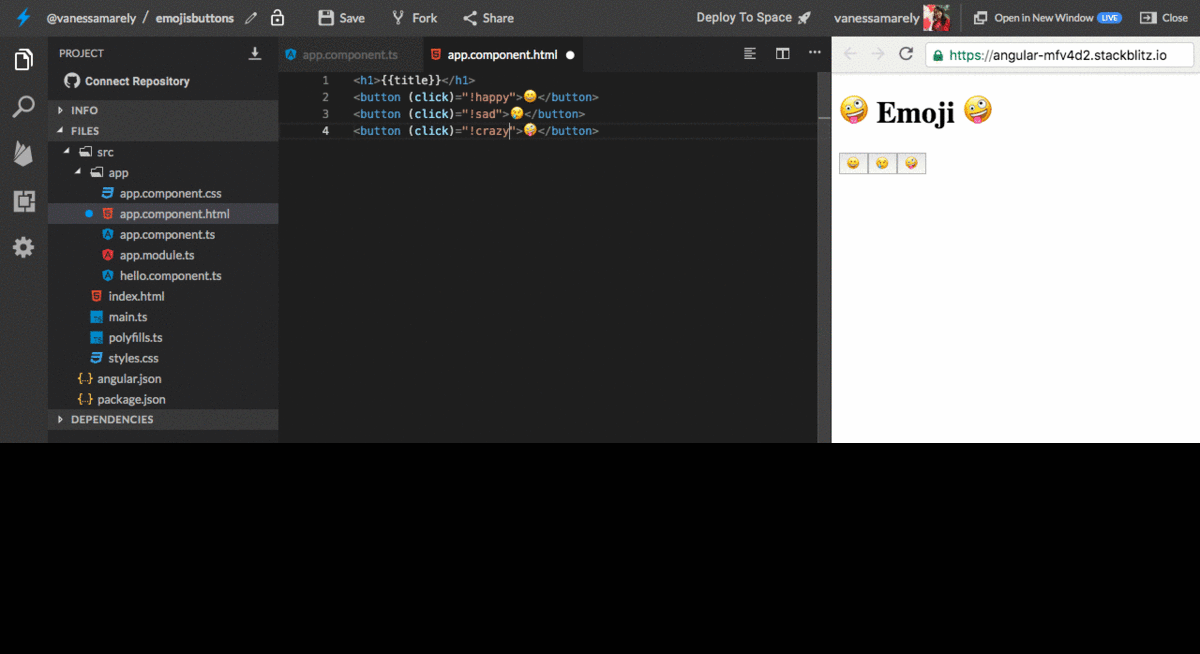 @vanessamarely / emojisbuttons Save Fork Share Deploy To Space vanessamarely Open in New Window LIVE Close
PROJECT
Connect Repository
INFO
FILES
src
app
app.component.css
app.component.html
app.component.ts
app.module.ts
hello.component.ts
index.html
main.ts
polyfills.ts
styles.css
{..} angular.json
{..} package.json
DEPENDENCIES
app.component.ts app.component.html
1 <h1>{{title}}</h1>
2 <button (click)="!happy">😀</button>
3 <button (click)="!sad">😢</button>
4 <button (click)="!crazy">🤪</button>
https://angular-mfv4d2.stackblitz.io
🤪 Emoji 🤪
😀 😢 🤪